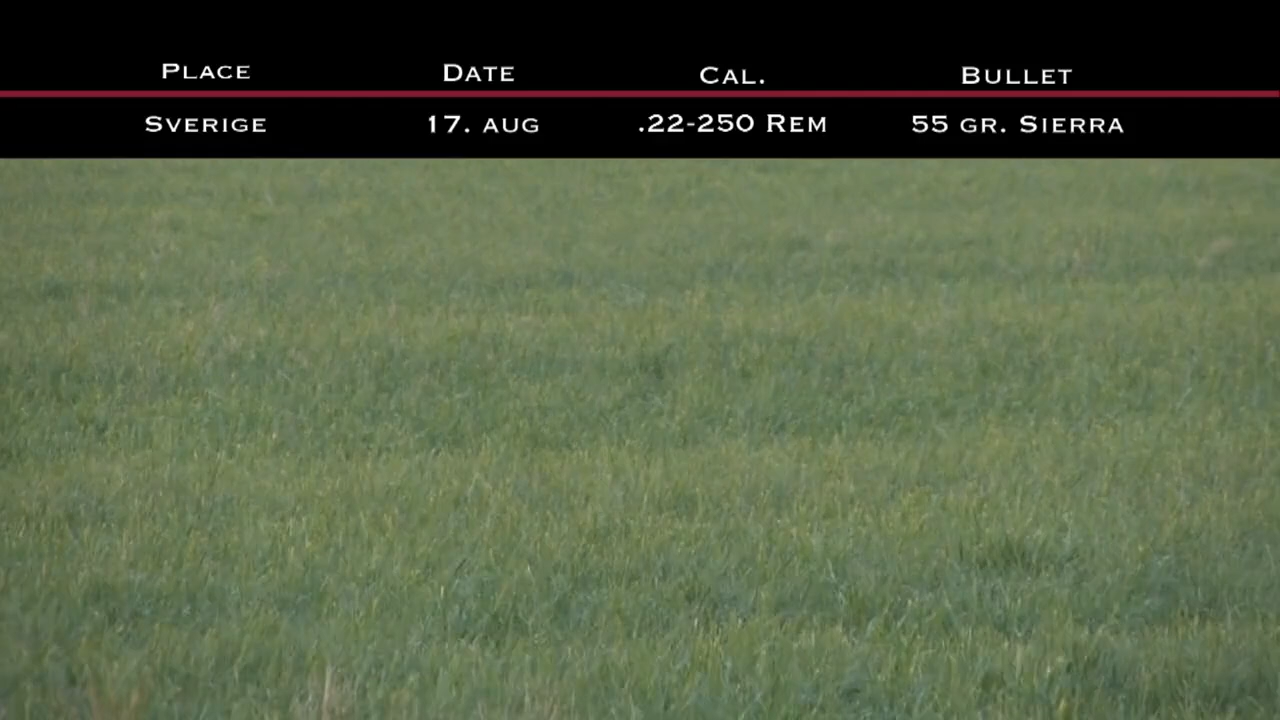 PLACE DATE CAL. BULLET
SVERIGE 17. AUG .22-250 REM 55 GR. SIERRA